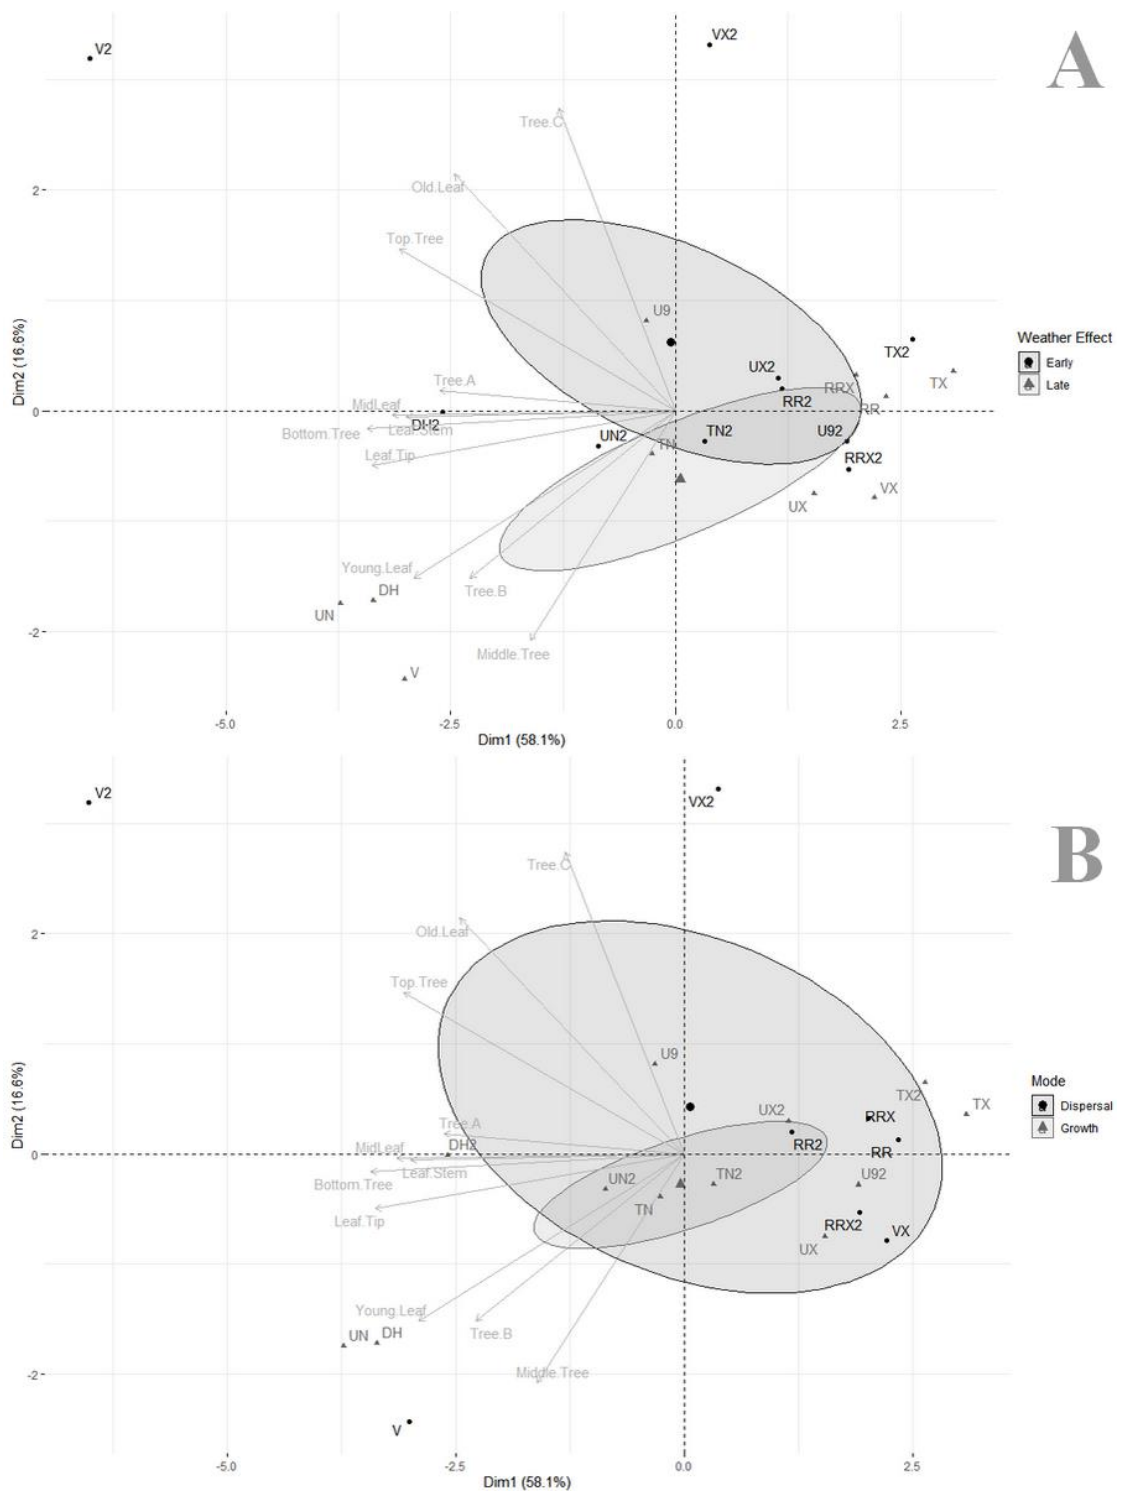 V2
VX2
A
Tree.C
Old.Leaf
2
Top.Tree
U9
Weather Effect
Early
Late
TX2
UX2
RRX
TX
RR2
RR
Tree.A
MidLeaf
0
DH2
Leaf.Stem
Bottom.Tree
Leaf.Tip
UN2
TN
TN2
U92
RRX2
VX
UX
Dim2 (16.6%)
Young.Leaf
DH
Tree.B
UN
-2
Middle.Tree
V
-5.0
-2.5
0.0
2.5
Dim1 (58.1%)
V2
VX2
B
Tree.C
Old.Leaf
2
Top.Tree
U9
Mode
Dispersal
Growth
TX2
TX
UX2
RRX
RR2
RR
Tree.A
DH2
MidLeaf
0
Leaf.Stem
Bottom.Tree
UN2
TN2
U92
Leaf.Tip
TN
RRX2
VX
UX
Dim2 (16.6%)
Young.Leaf
UN
DH
Tree.B
-2
Middle.Tree
V
-5.0
-2.5
0.0
2.5
Dim1 (58.1%)